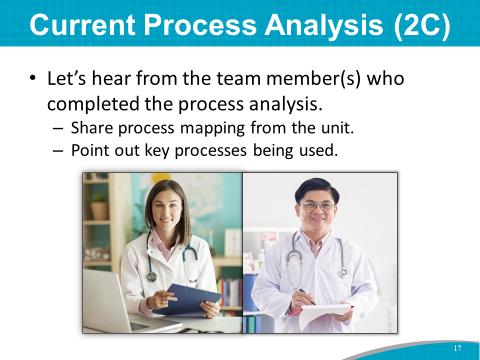 Current Process Analysis (2C)
• Let’s hear from the team member(s) who
completed the process analysis.
– Share process mapping from the unit.
– Point out key processes being used.
17